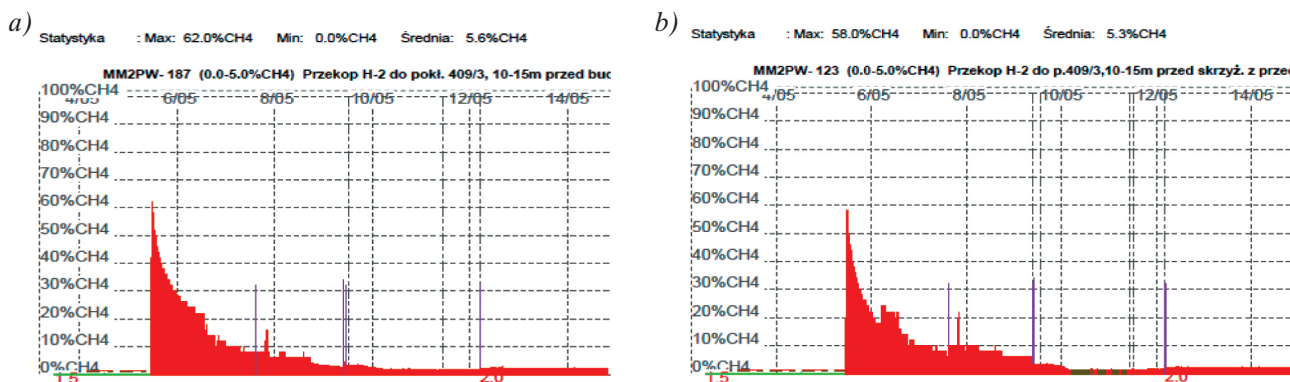 a)
Statystyka : Max: 62.0%CH4 Min: 0.0%CH4 Średnia: 5.6%CH4
MM2PW- 187 (0.0-5.0%CH4) Przekop H-2 do pokł. 409/3, 10-15m przed bud
100%CH4
4/05 6/05 8/05 10/05 12/05 14/05
90%CH4
80%CH4
70%CH4
60%CH4
50%CH4
40%CH4
30%CH4
20%CH4
10%CH4
0%CH4
1.5 2.0
b)
Statystyka : Max: 58.0%CH4 Min: 0.0%CH4 Średnia: 5.3%CH4
MM2PW- 123 (0.0-5.0%CH4) Przekop H-2 do p.409/3,10-15m przed skrzyż. z prze
100%CH4
4/05 6/05 8/05 10/05 12/05 14/05
90%CH4
80%CH4
70%CH4
60%CH4
50%CH4
40%CH4
30%CH4
20%CH4
10%CH4
0%CH4
1.5 2.0